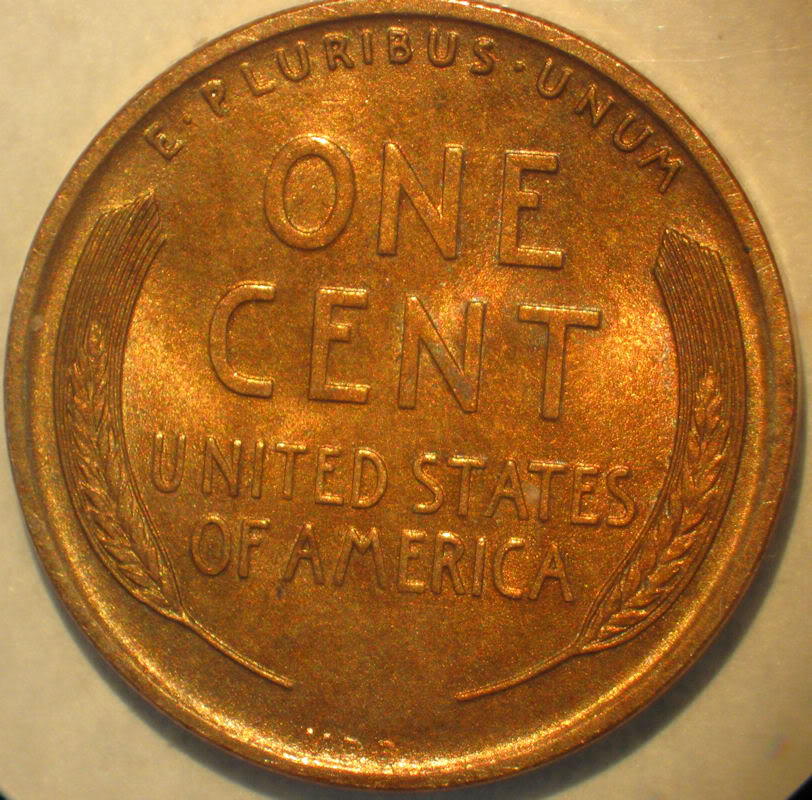 E·PLURIBUS·UNUM
ONE
CENT
UNITED STATES
OF AMERICA